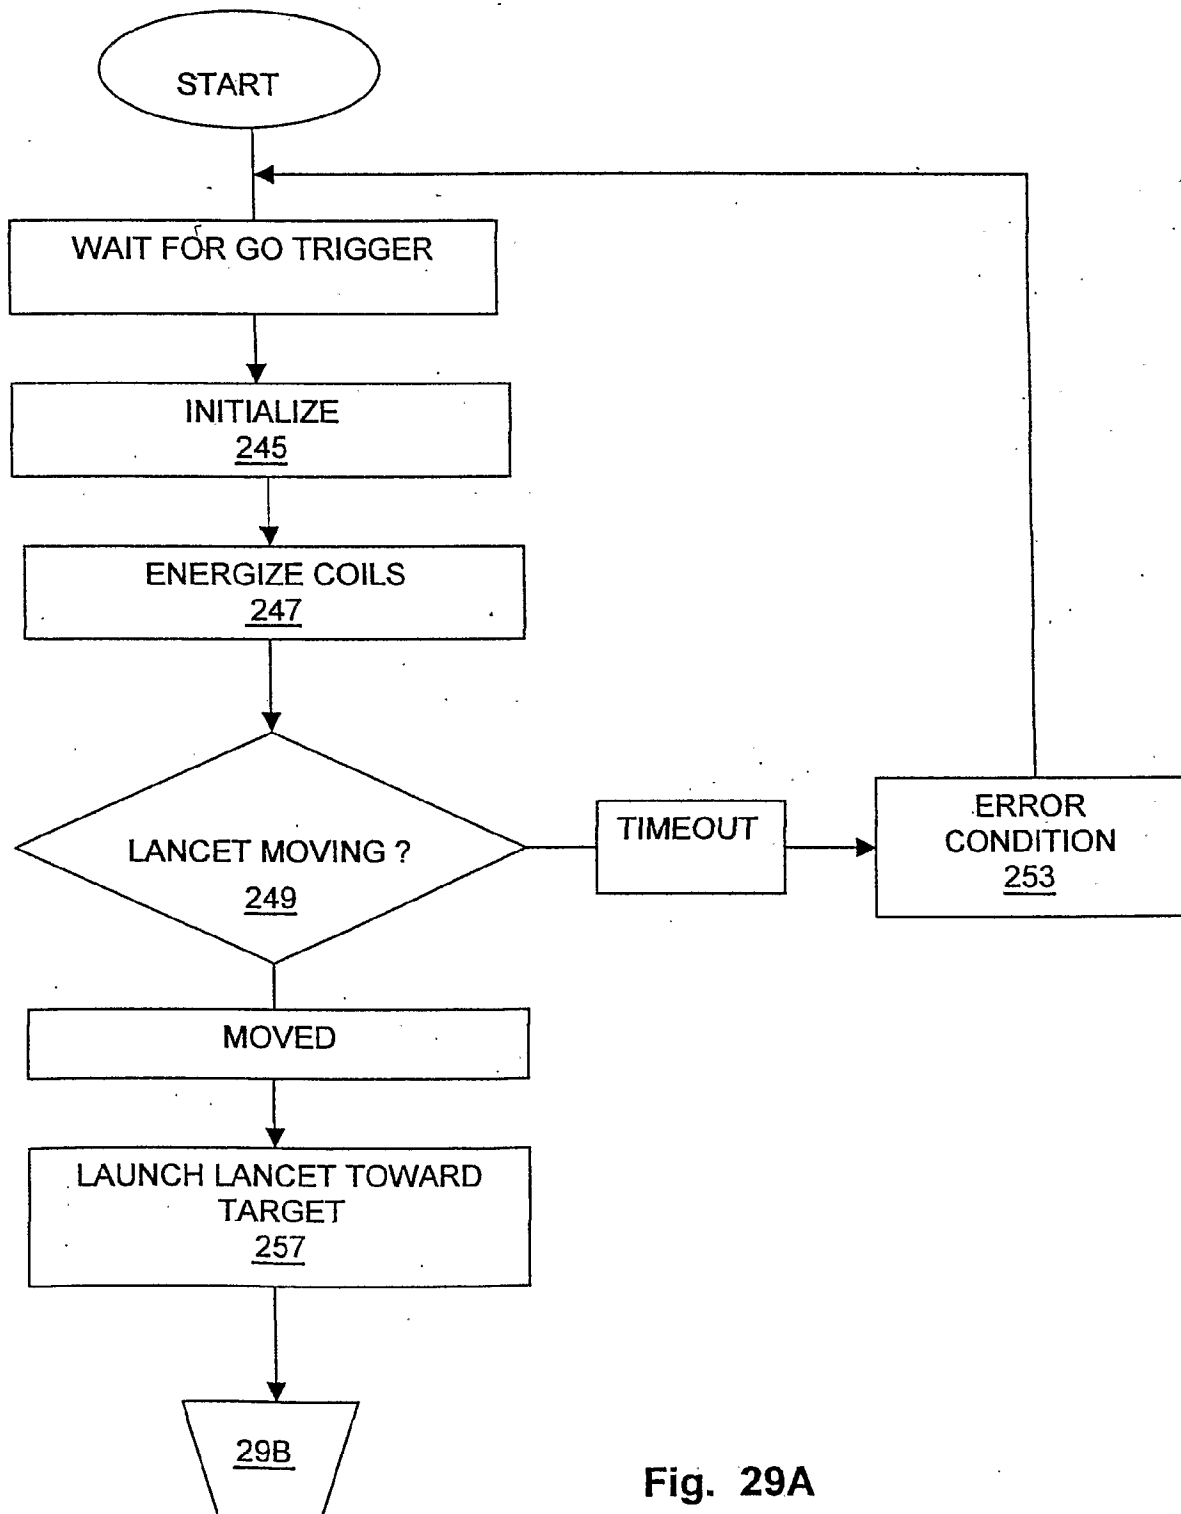 START
WAIT FOR GO TRIGGER
INITIALIZE
245
ENERGIZE COILS
247
LANCET MOVING ?
249
TIMEOUT
ERROR
CONDITION
253
MOVED
LAUNCH LANCET TOWARD
TARGET
257
29B
Fig. 29A